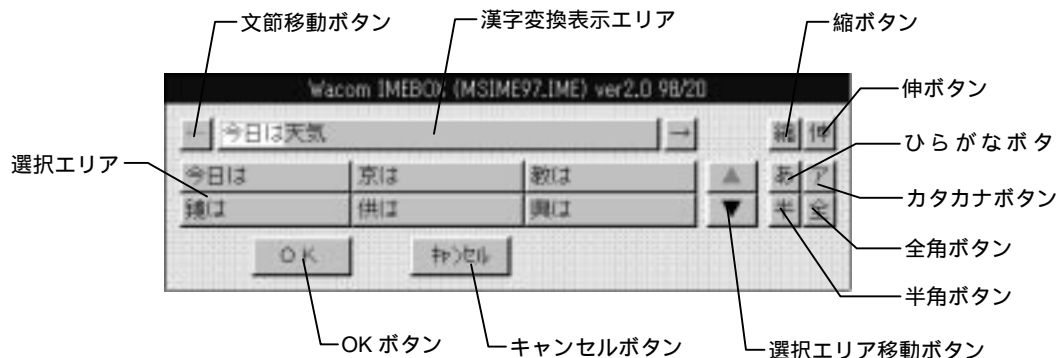 文節移動ボタン
漢字変換表示エリア
縮ボタン
Wacom IMEBOX (MSIME97.IME) ver2.0 98/20
伸ボタン
← 今日は天気 → 縮 伸
ひらがなボタ
選択エリア
今日は 京は 教は ▲ あ ア
カタカナボタン
鏡は 供は 興は ▼ 半 全
全角ボタン
OK キャンセル
半角ボタン
OK ボタン
キャンセルボタン
選択エリア移動ボタン